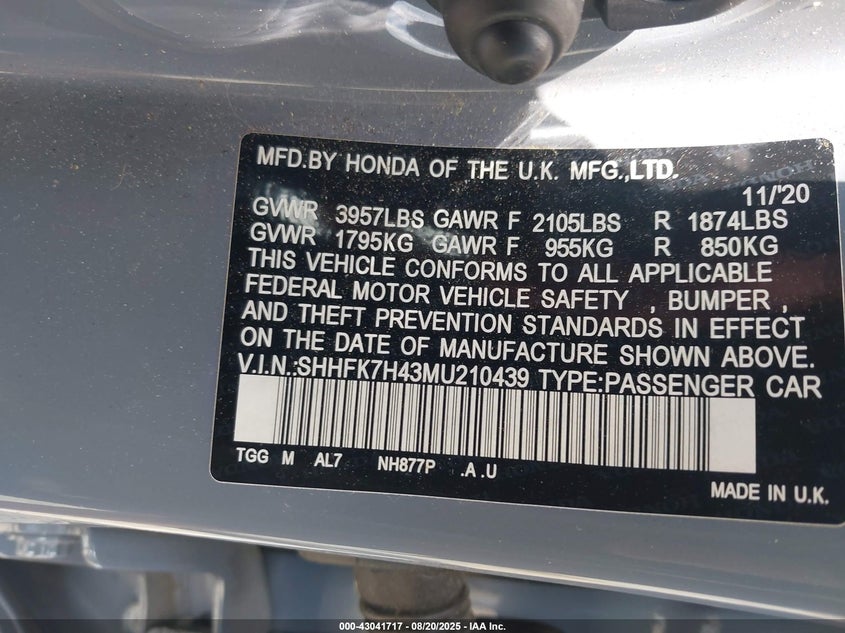 MFD.BY HONDA OF THE U.K. MFG.,LTD.
11/'20
GVWR 3957LBS GAWR F 2105LBS R 1874LBS
GVWR 1795KG GAWR F 955KG R 850KG
THIS VEHICLE CONFORMS TO ALL APPLICABLE
FEDERAL MOTOR VEHICLE SAFETY , BUMPER ,
AND THEFT PREVENTION STANDARDS IN EFFECT
ON THE DATE OF MANUFACTURE SHOWN ABOVE.
V.I.N.:SHHFK7H43MU210439 TYPE:PASSENGER CAR
TGG M AL7 NH877P .A .U
MADE IN U.K.
000-43041717 - 08/20/2025 - IAA Inc.